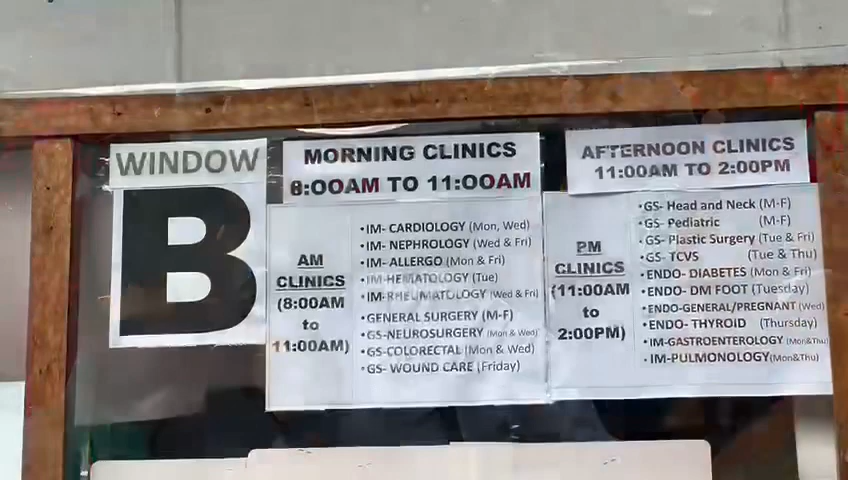 WINDOW
B
MORNING CLINICS
8:00AM TO 11:00AM
AM
CLINICS
(8:00AM
to
11:00AM)
•IM- CARDIOLOGY (Mon, Wed)
•IM- NEPHROLOGY (Wed & Fri)
•IM- ALLERGO (Mon & Fri)
•IM-HEMATOLOGY (Tue)
•IM-RHEUMATOLOGY (Wed & Fri)
•GENERAL SURGERY (M-F)
•GS-NEUROSURGERY (Mon & Wed)
•GS-COLORECTAL (Mon & Wed)
•GS- WOUND CARE (Friday)
AFTERNOON CLINICS
11:00AM TO 2:00PM
PM
CLINICS
(11:00AM
to
2:00PM)
•GS- Head and Neck (M-F)
•GS- Pediatric (M-F)
•GS- Plastic Surgery (Tue & Fri)
•GS- TCVS (Tue & Thu)
•ENDO- DIABETES (Mon & Fri)
•ENDO- DM FOOT (Tuesday)
•ENDO-GENERAL/PREGNANT (Wed)
•ENDO- THYROID (Thursday)
•IM-GASTROENTEROLOGY (Mon&Thu)
•IM-PULMONOLOGY(Mon&Thu)